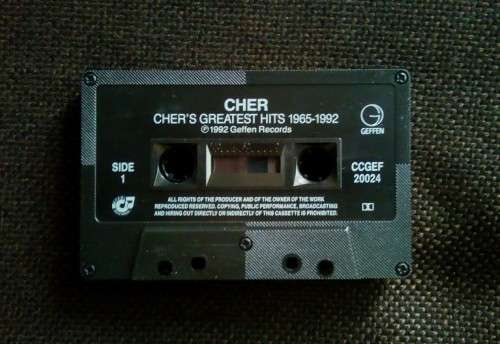 CHER
CHER'S GREATEST HITS 1965-1992
℗1992 Geffen Records
GEFFEN
SIDE
1
CCGEF
20024
ALL RIGHTS OF THE PRODUCER AND OF THE OWNER OF THE WORK
REPRODUCED RESERVED. COPYING, PUBLIC PERFORMANCE, BROADCASTING
AND HIRING OUT DIRECTLY OR INDIRECTLY OF THIS CASSETTE IS PROHIBITED.